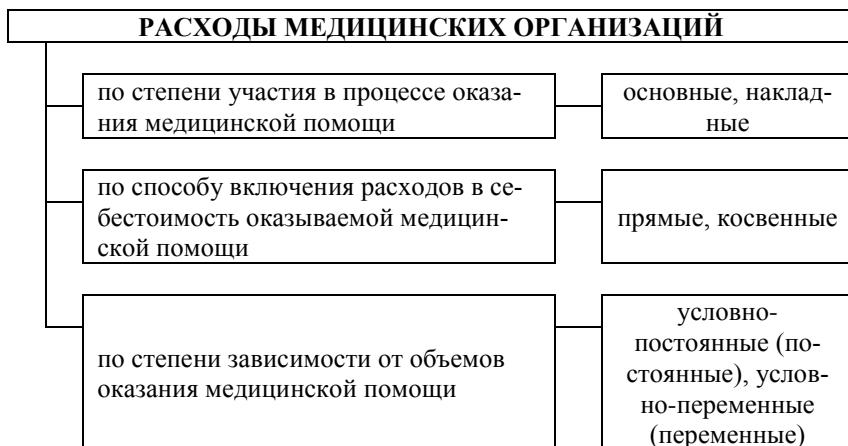 РАСХОДЫ МЕДИЦИНСКИХ ОРГАНИЗАЦИЙ
по степени участия в процессе оказа-
ния медицинской помощи
основные, наклад-
ные
по способу включения расходов в се-
бестоимость оказываемой медицин-
ской помощи
прямые, косвенные
по степени зависимости от объемов
оказания медицинской помощи
условно-
постоянные (по-
стоянные), услов-
но-переменные
(переменные)